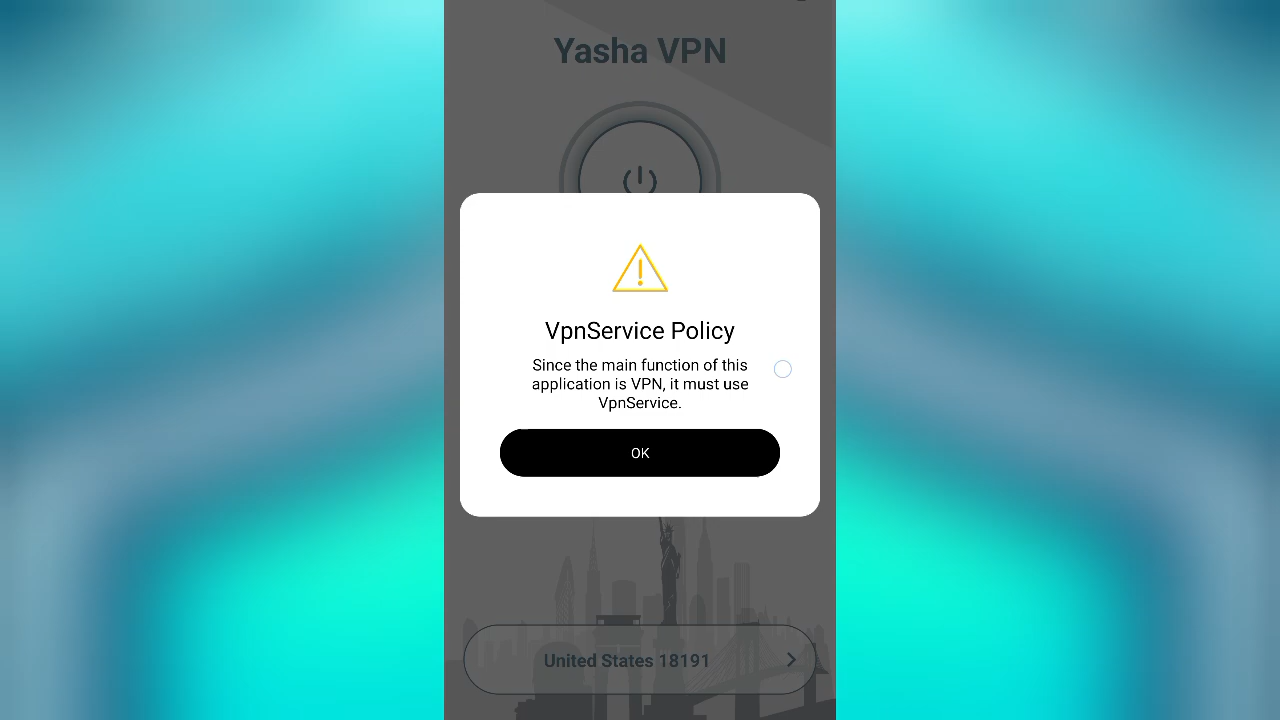 Yasha VPN
VpnService Policy
Since the main function of this
application is VPN, it must use
VpnService.
OK
United States 18191